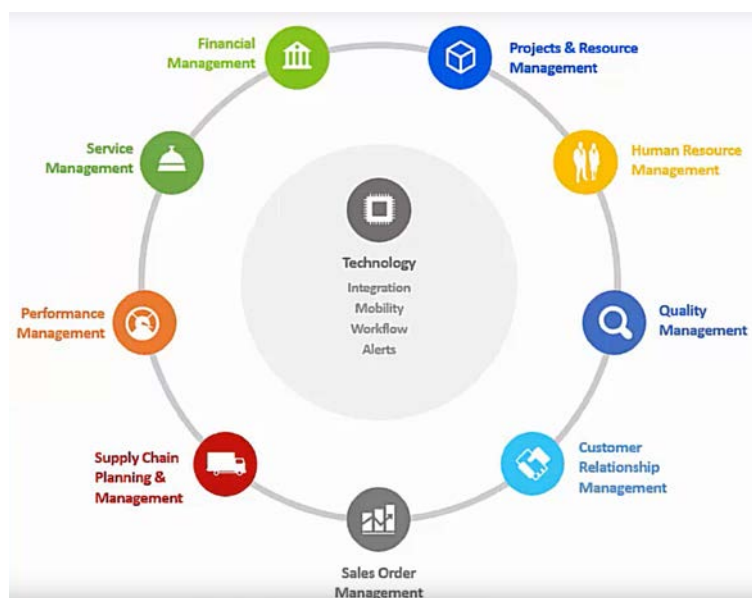 Financial
Management
Projects & Resource
Management
Service
Management
Human Resource
Management
Technology
Integration
Mobility
Workflow
Alerts
Performance
Management
Quality
Management
Supply Chain
Planning &
Management
Customer
Relationship
Management
Sales Order
Management